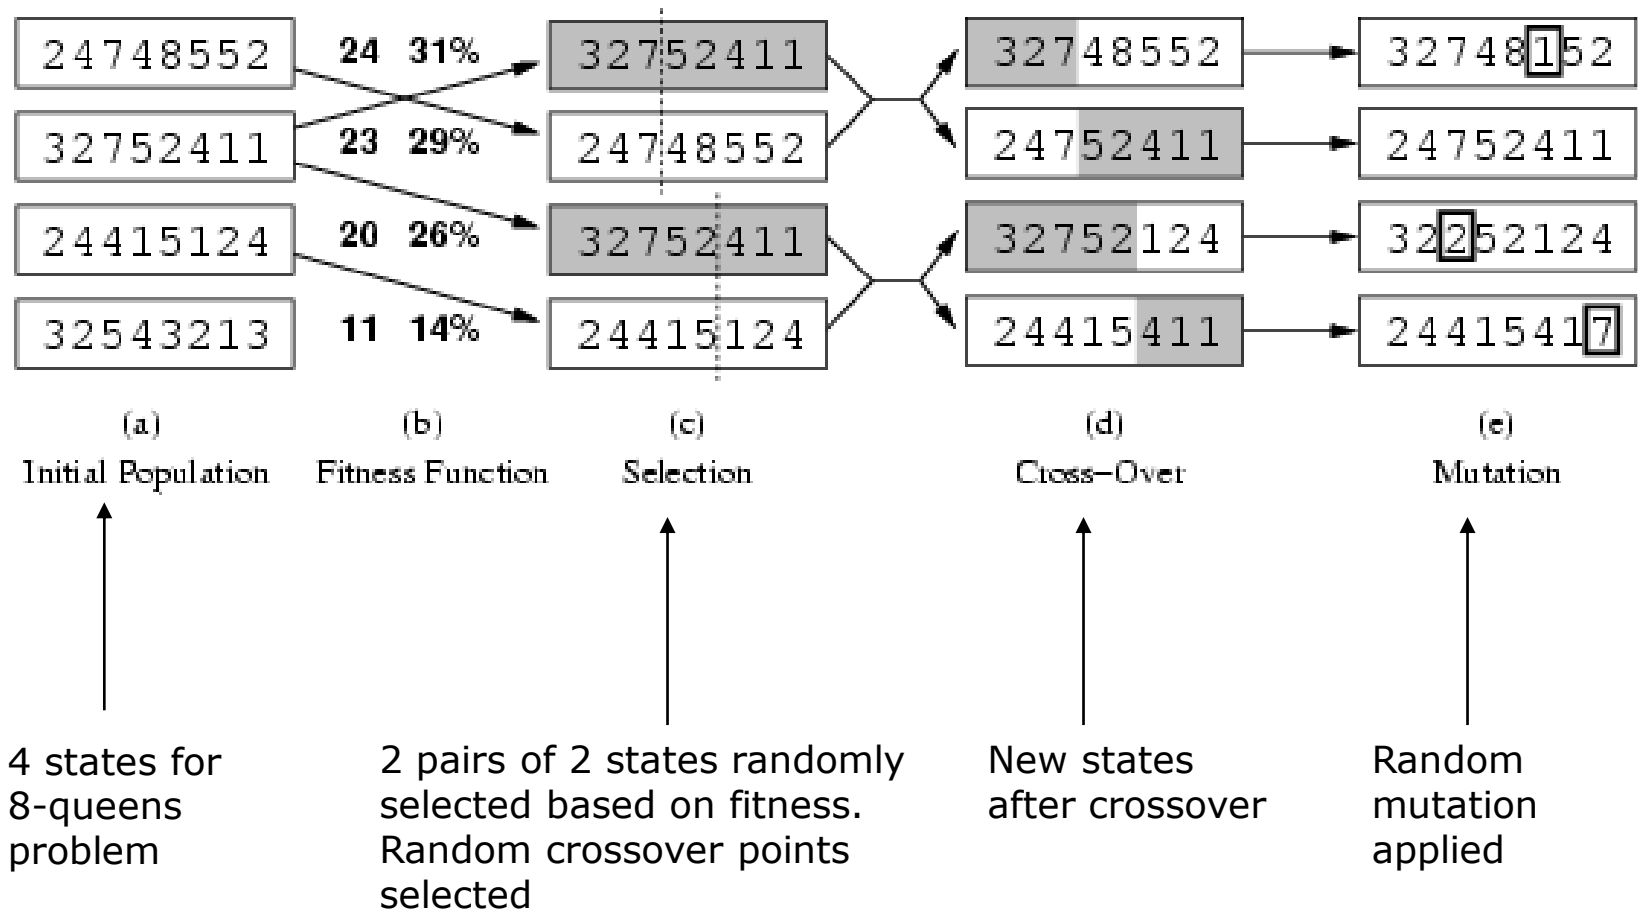 24748552 24 31% 32752411 32748552 32748152
32752411 23 29% 24748552 24752411 24752411
24415124 20 26% 32752411 32752124 32252124
32543213 11 14% 24415124 24415411 24415417
(a) (b) (c) (d) (e)
Initial Population Fitness Function Selection Cross-Over Mutation
4 states for
8-queens
problem
2 pairs of 2 states randomly
selected based on fitness.
Random crossover points
selected
New states
after crossover
Random
mutation
applied